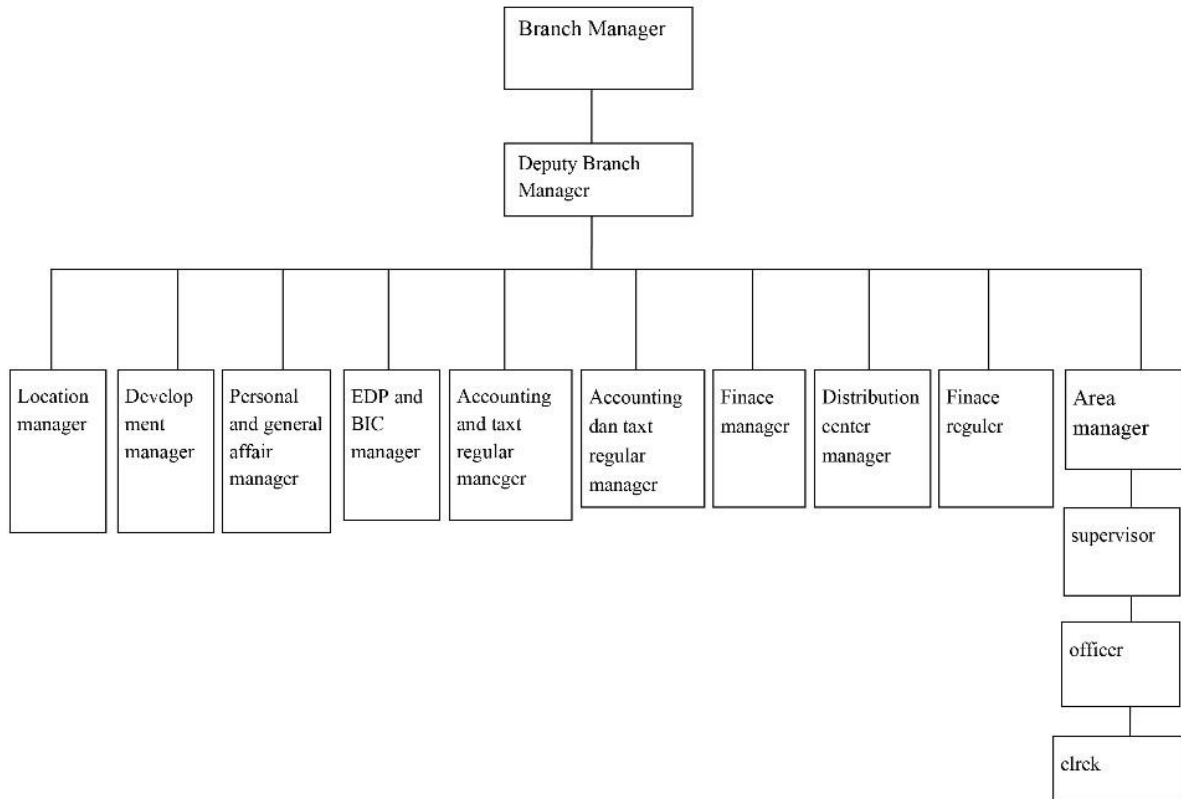 Branch Manager
Deputy Branch
Manager
Location
manager
Develop
ment
manager
Personal
and general
affair
manager
EDP and
BIC
manager
Accounting
and taxt
regular
maneger
Accounting
dan taxt
regular
manager
Finace
manager
Distribution
center
manager
Finace
reguler
Area
manager
supervisor
officer
clrck